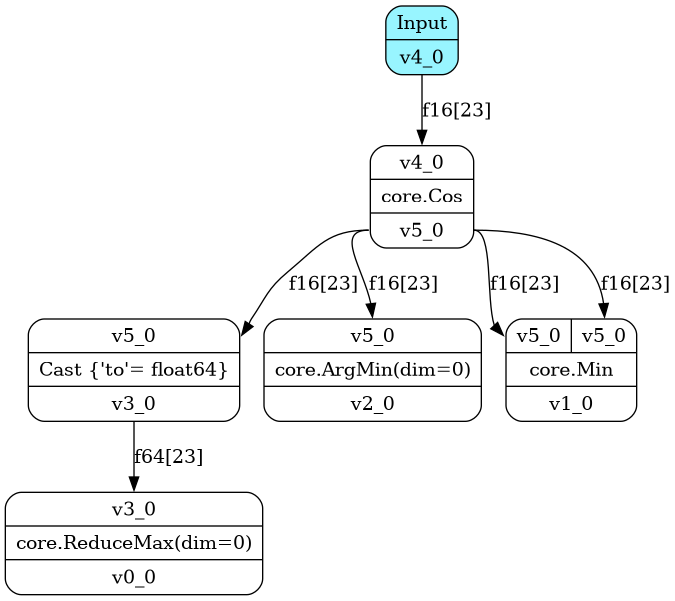 Input
v4_0
f16[23]
v4_0
core.Cos
v5_0
f16[23]
f16[23]
f16[23]
f16[23]
v5_0
Cast {'to'= float64}
v3_0
v5_0
core.ArgMin(dim=0)
v2_0
v5_0 v5_0
core.Min
v1_0
f64[23]
v3_0
core.ReduceMax(dim=0)
v0_0